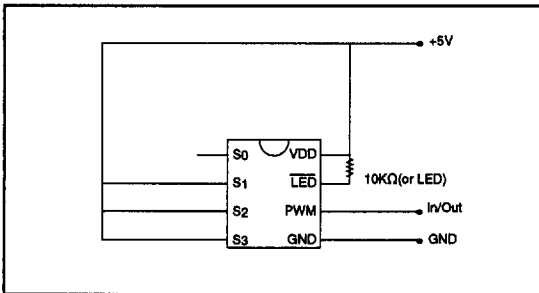 +5V
S0 VDD
S1 LED 10KΩ(or LED)
S2 PWM In/Out
S3 GND GND